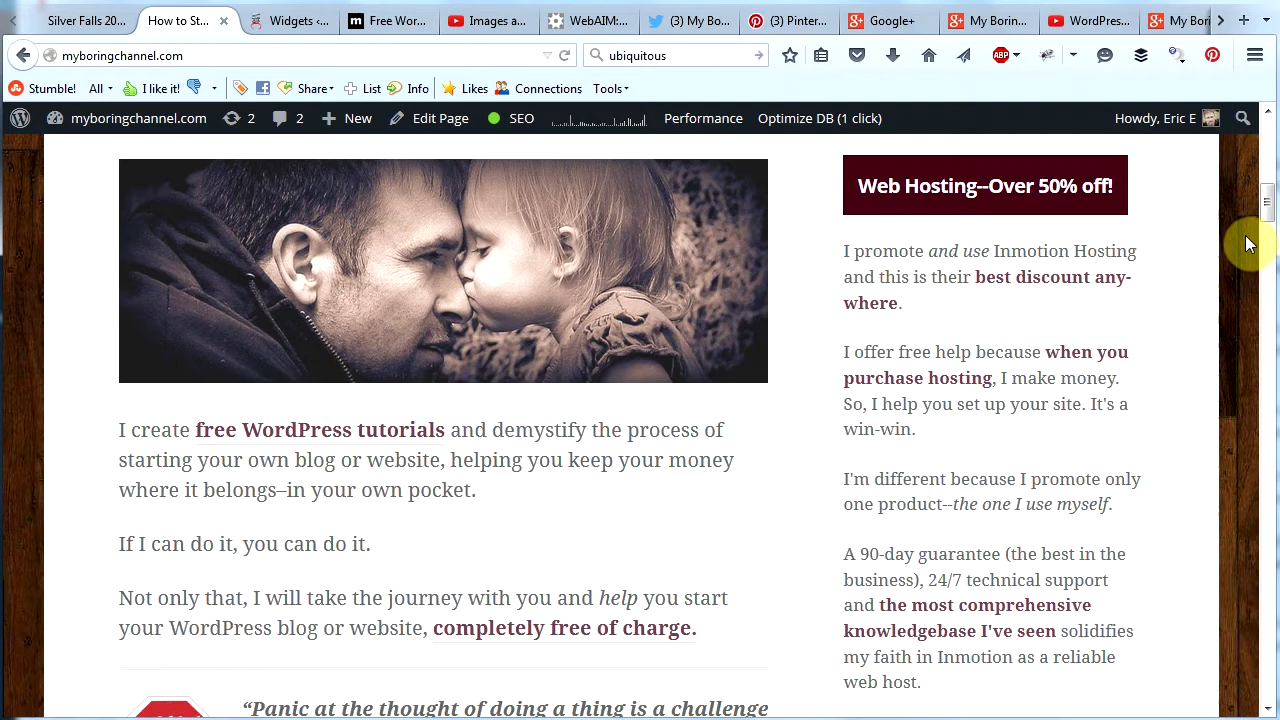 Silver Falls 20...
How to St...
Widgets ‹...
Free Wor...
Images a...
WebAIM:...
(3) My Bo...
(3) Pinter...
Google+
My Borin...
WordPres...
My Bori
myboringchannel.com
ubiquitous
ABP
Stumble!
All
I like it!
Share
List
Info
Likes
Connections
Tools
myboringchannel.com
2
2
New
Edit Page
SEO
Performance
Optimize DB (1 click)
Howdy, Eric E
I create free WordPress tutorials and demystify the process of
starting your own blog or website, helping you keep your money
where it belongs–in your own pocket.
If I can do it, you can do it.
Not only that, I will take the journey with you and help you start
your WordPress blog or website, completely free of charge.
“Panic at the thought of doing a thing is a challenge
Web Hosting--Over 50% off!
I promote and use Inmotion Hosting
and this is their best discount any-
where.
I offer free help because when you
purchase hosting, I make money.
So, I help you set up your site. It's a
win-win.
I'm different because I promote only
one product--the one I use myself.
A 90-day guarantee (the best in the
business), 24/7 technical support
and the most comprehensive
knowledgebase I've seen solidifies
my faith in Inmotion as a reliable
web host.